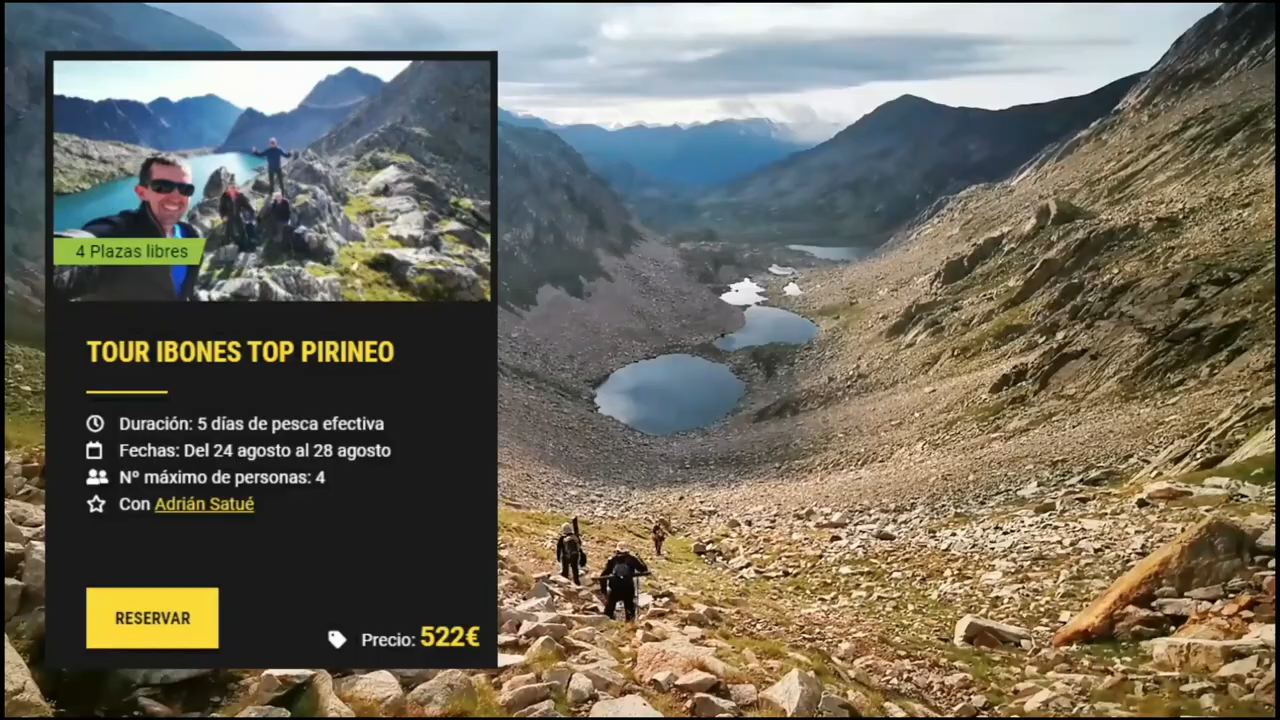 4 Plazas libres
TOUR IBONES TOP PIRINEO
Duración: 5 días de pesca efectiva
Fechas: Del 24 agosto al 28 agosto
Nº máximo de personas: 4
Con Adrián Satué
RESERVAR
Precio: 522€